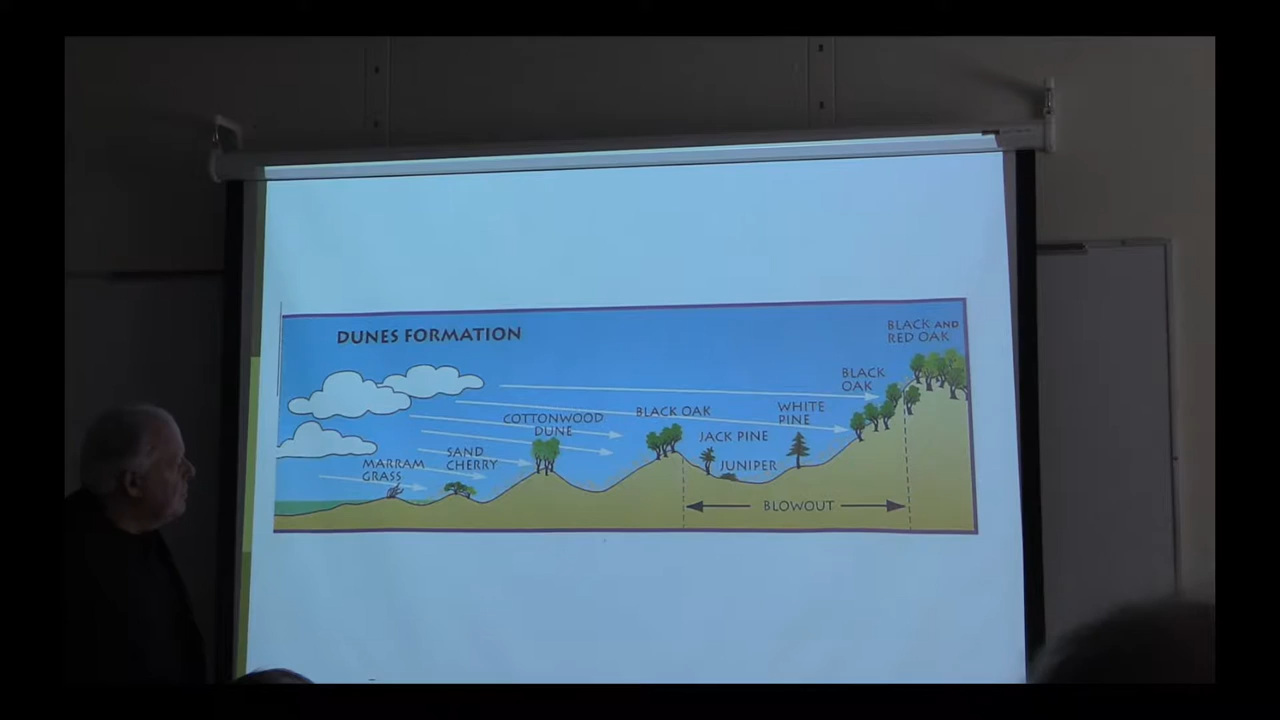 DUNES FORMATION
MARRAM
GRASS
SAND
CHERRY
COTTONWOOD
DUNE
BLACK OAK
JACK PINE
JUNIPER
WHITE
PINE
BLACK
OAK
BLACK AND
RED OAK
BLOWOUT